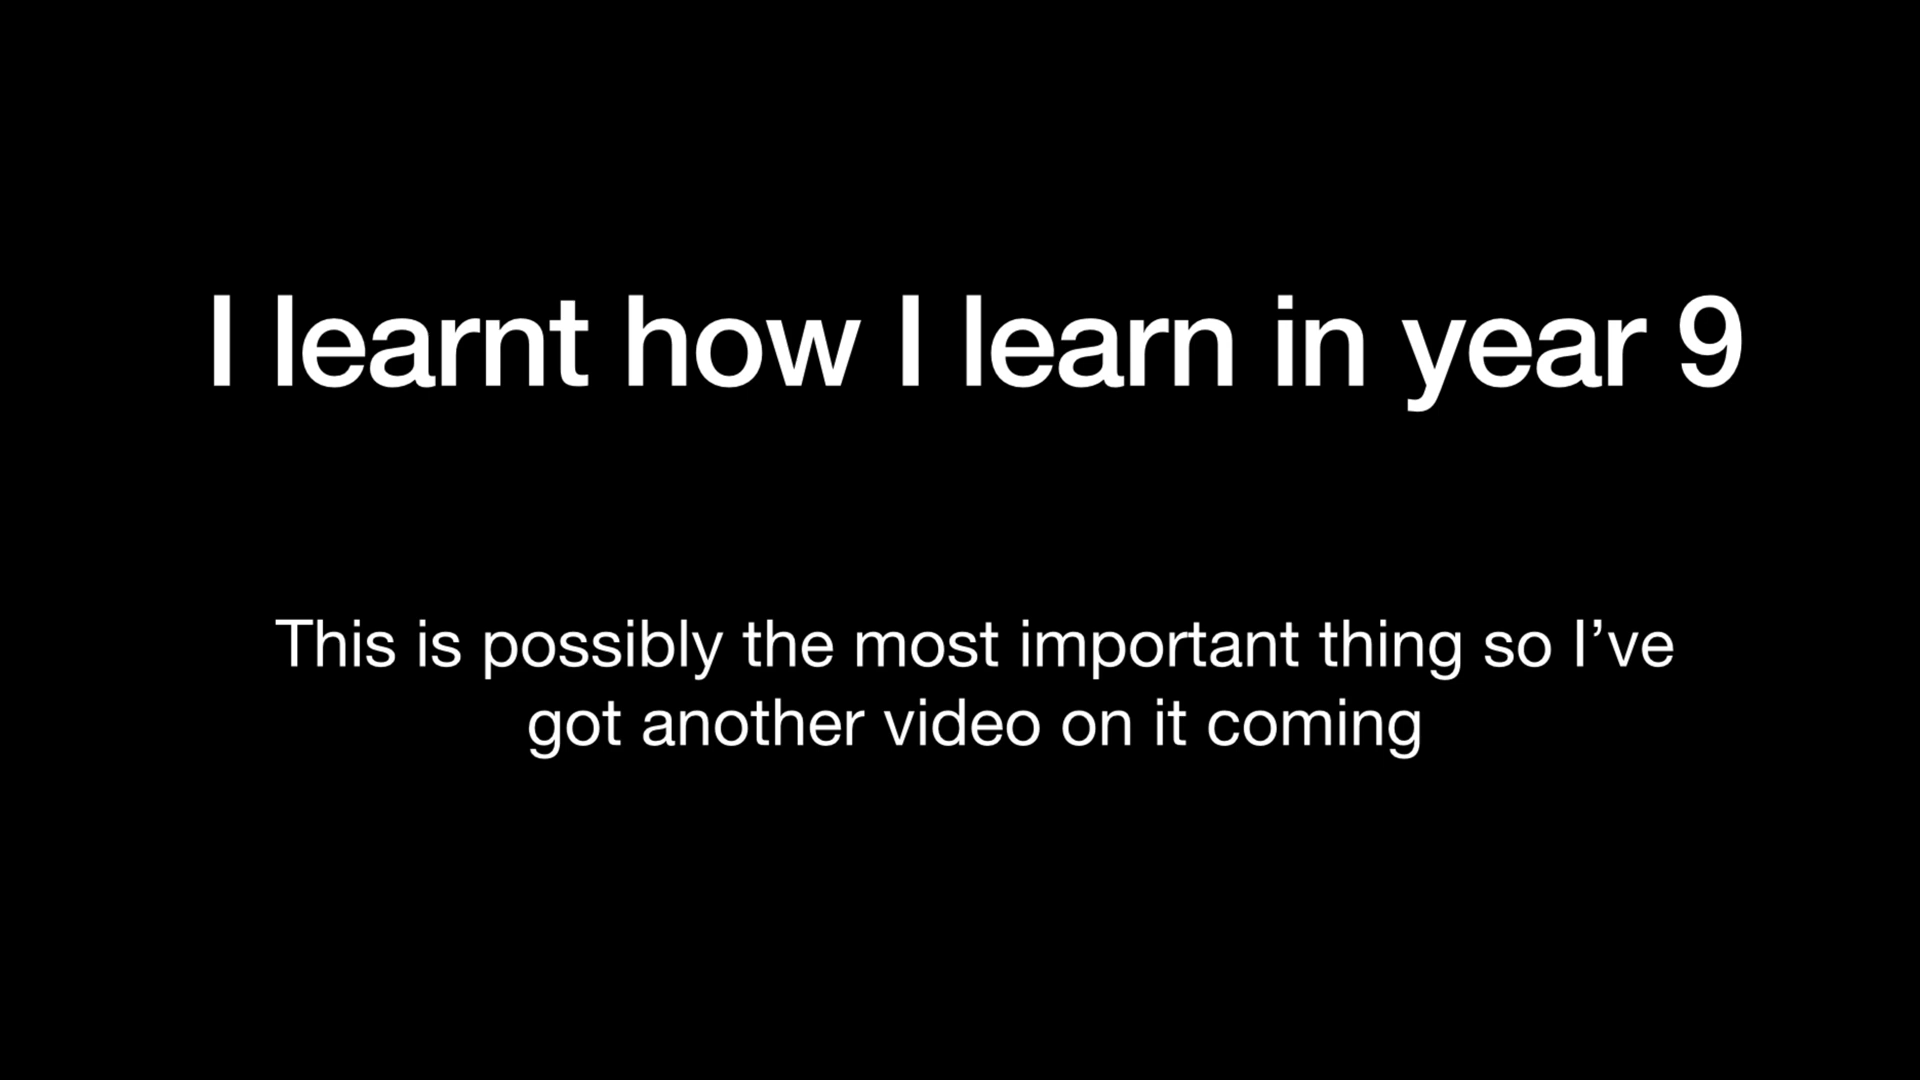 I learnt how I learn in year 9
This is possibly the most important thing so I’ve
got another video on it coming